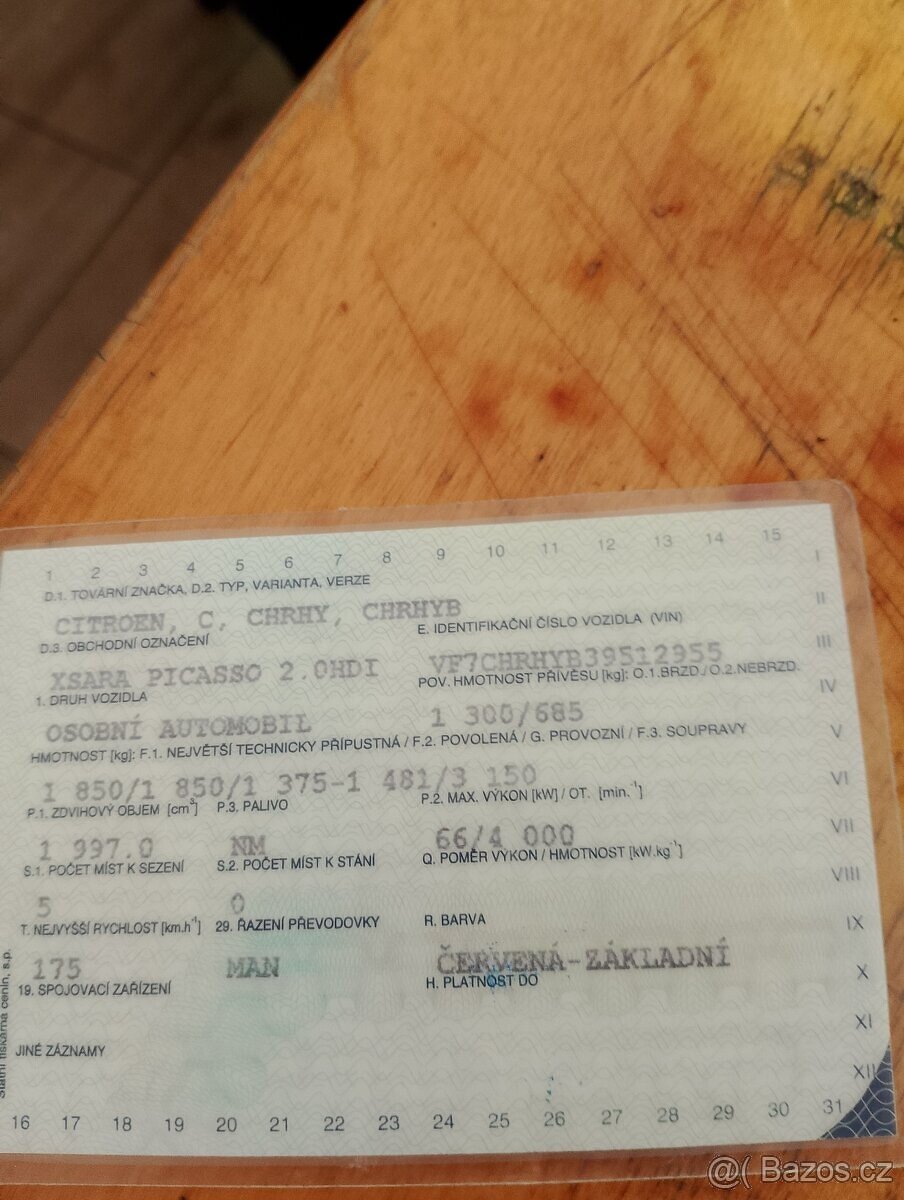 1 2 3 4 5 6 7 8 9 10 11 12 13 14 15
D.1. TOVÁRNÍ ZNAČKA, D.2. TYP, VARIANTA, VERZE I
CITROEN, C, CHRHY, CHRHYB II
D.3. OBCHODNÍ OZNAČENÍ E. IDENTIFIKAČNÍ ČÍSLO VOZIDLA (VIN)
XSARA PICASSO 2.0HDI VF7CHRHYB39512955 III
1. DRUH VOZIDLA POV. HMOTNOST PŘÍVĚSU [kg]: O.1.BRZD./O.2.NEBRZD.
OSOBNÍ AUTOMOBIL 1 300/685 IV
HMOTNOST [kg]: F.1. NEJVĚTŠÍ TECHNICKY PŘÍPUSTNÁ / F.2. POVOLENÁ / G. PROVOZNÍ / F.3. SOUPRAVY V
1 850/1 850/1 375-1 481/3 150 VI
P.1. ZDVIHOVÝ OBJEM [cm³] P.3. PALIVO P.2. MAX. VÝKON [kW] / OT. [min.⁻¹]
1 997.0 NM 66/4 000 VII
S.1. POČET MÍST K SEZENÍ S.2. POČET MÍST K STÁNÍ Q. POMĚR VÝKON / HMOTNOST [kW.kg⁻¹]
5 0 VIII
T. NEJVYŠŠÍ RYCHLOST [km.h⁻¹] 29. ŘAZENÍ PŘEVODOVKY R. BARVA IX
175 MAN ČERVENÁ-ZÁKLADNÍ X
19. SPOJOVACÍ ZAŘÍZENÍ H. PLATNOST DO
XI
JINÉ ZÁZNAMY
XII
16 17 18 19 20 21 22 23 24 25 26 27 28 29 30 31
Státní tiskárna cenin, s.p.
@( Bazos.cz